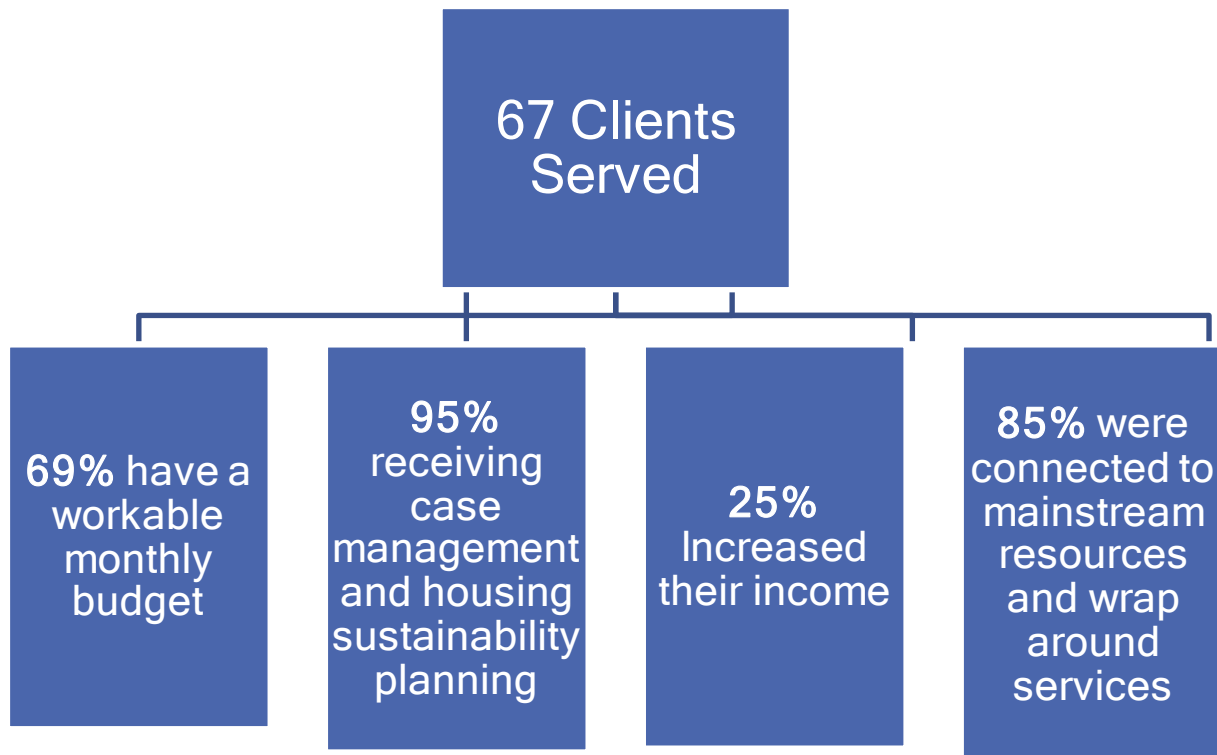 67 Clients
Served
69% have a
workable
monthly
budget
95%
receiving
case
management
and housing
sustainability
planning
25%
Increased
their income
85% were
connected to
mainstream
resources
and wrap
around
services